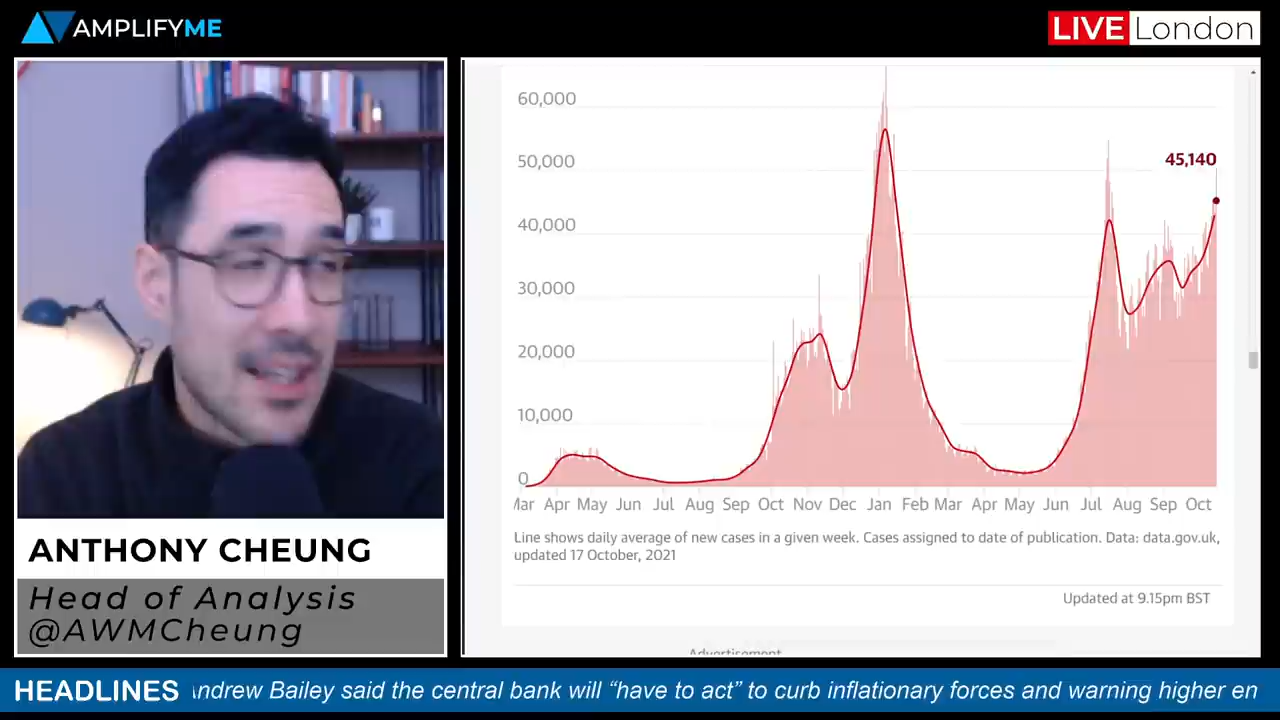 AMPLIFYME
LIVE London
60,000
50,000
45,140
40,000
30,000
20,000
10,000
0
Apr May Jun Jul Aug Sep Oct Nov Dec Jan Feb Mar Apr May Jun Jul Aug Sep Oct
Line shows daily average of new cases in a given week. Cases assigned to date of publication. Data: data.gov.uk,
updated 17 October, 2021
Updated at 9.15pm BST
Advertisement
ANTHONY CHEUNG
Head of Analysis
@AWMCheung
HEADLINES ndrew Bailey said the central bank will “have to act” to curb inflationary forces and warning higher en